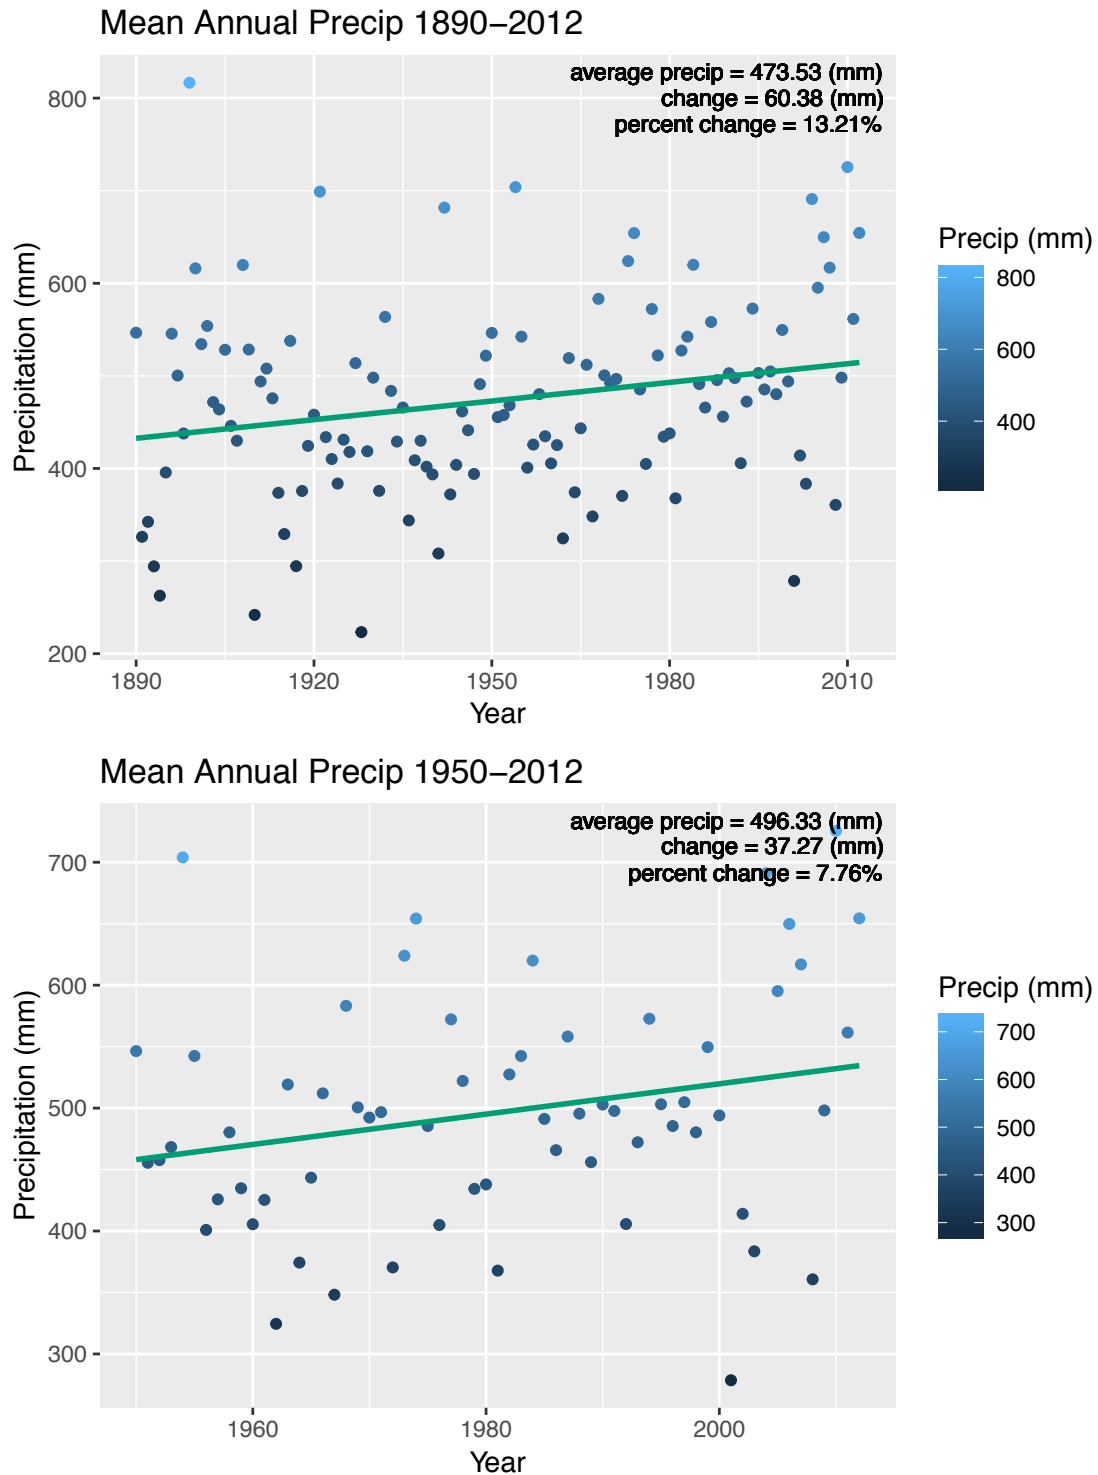 Mean Annual Precip 1890−2012
average precip = 473.53 (mm)
change = 60.38 (mm)
percent change = 13.21%
Precipitation (mm)
800
600
400
200
1890 1920 1950 1980 2010
Year
Precip (mm)
800
600
400
Mean Annual Precip 1950−2012
average precip = 496.33 (mm)
change = 37.27 (mm)
percent change = 7.76%
Precipitation (mm)
700
600
500
400
300
1960 1980 2000
Year
Precip (mm)
700
600
500
400
300